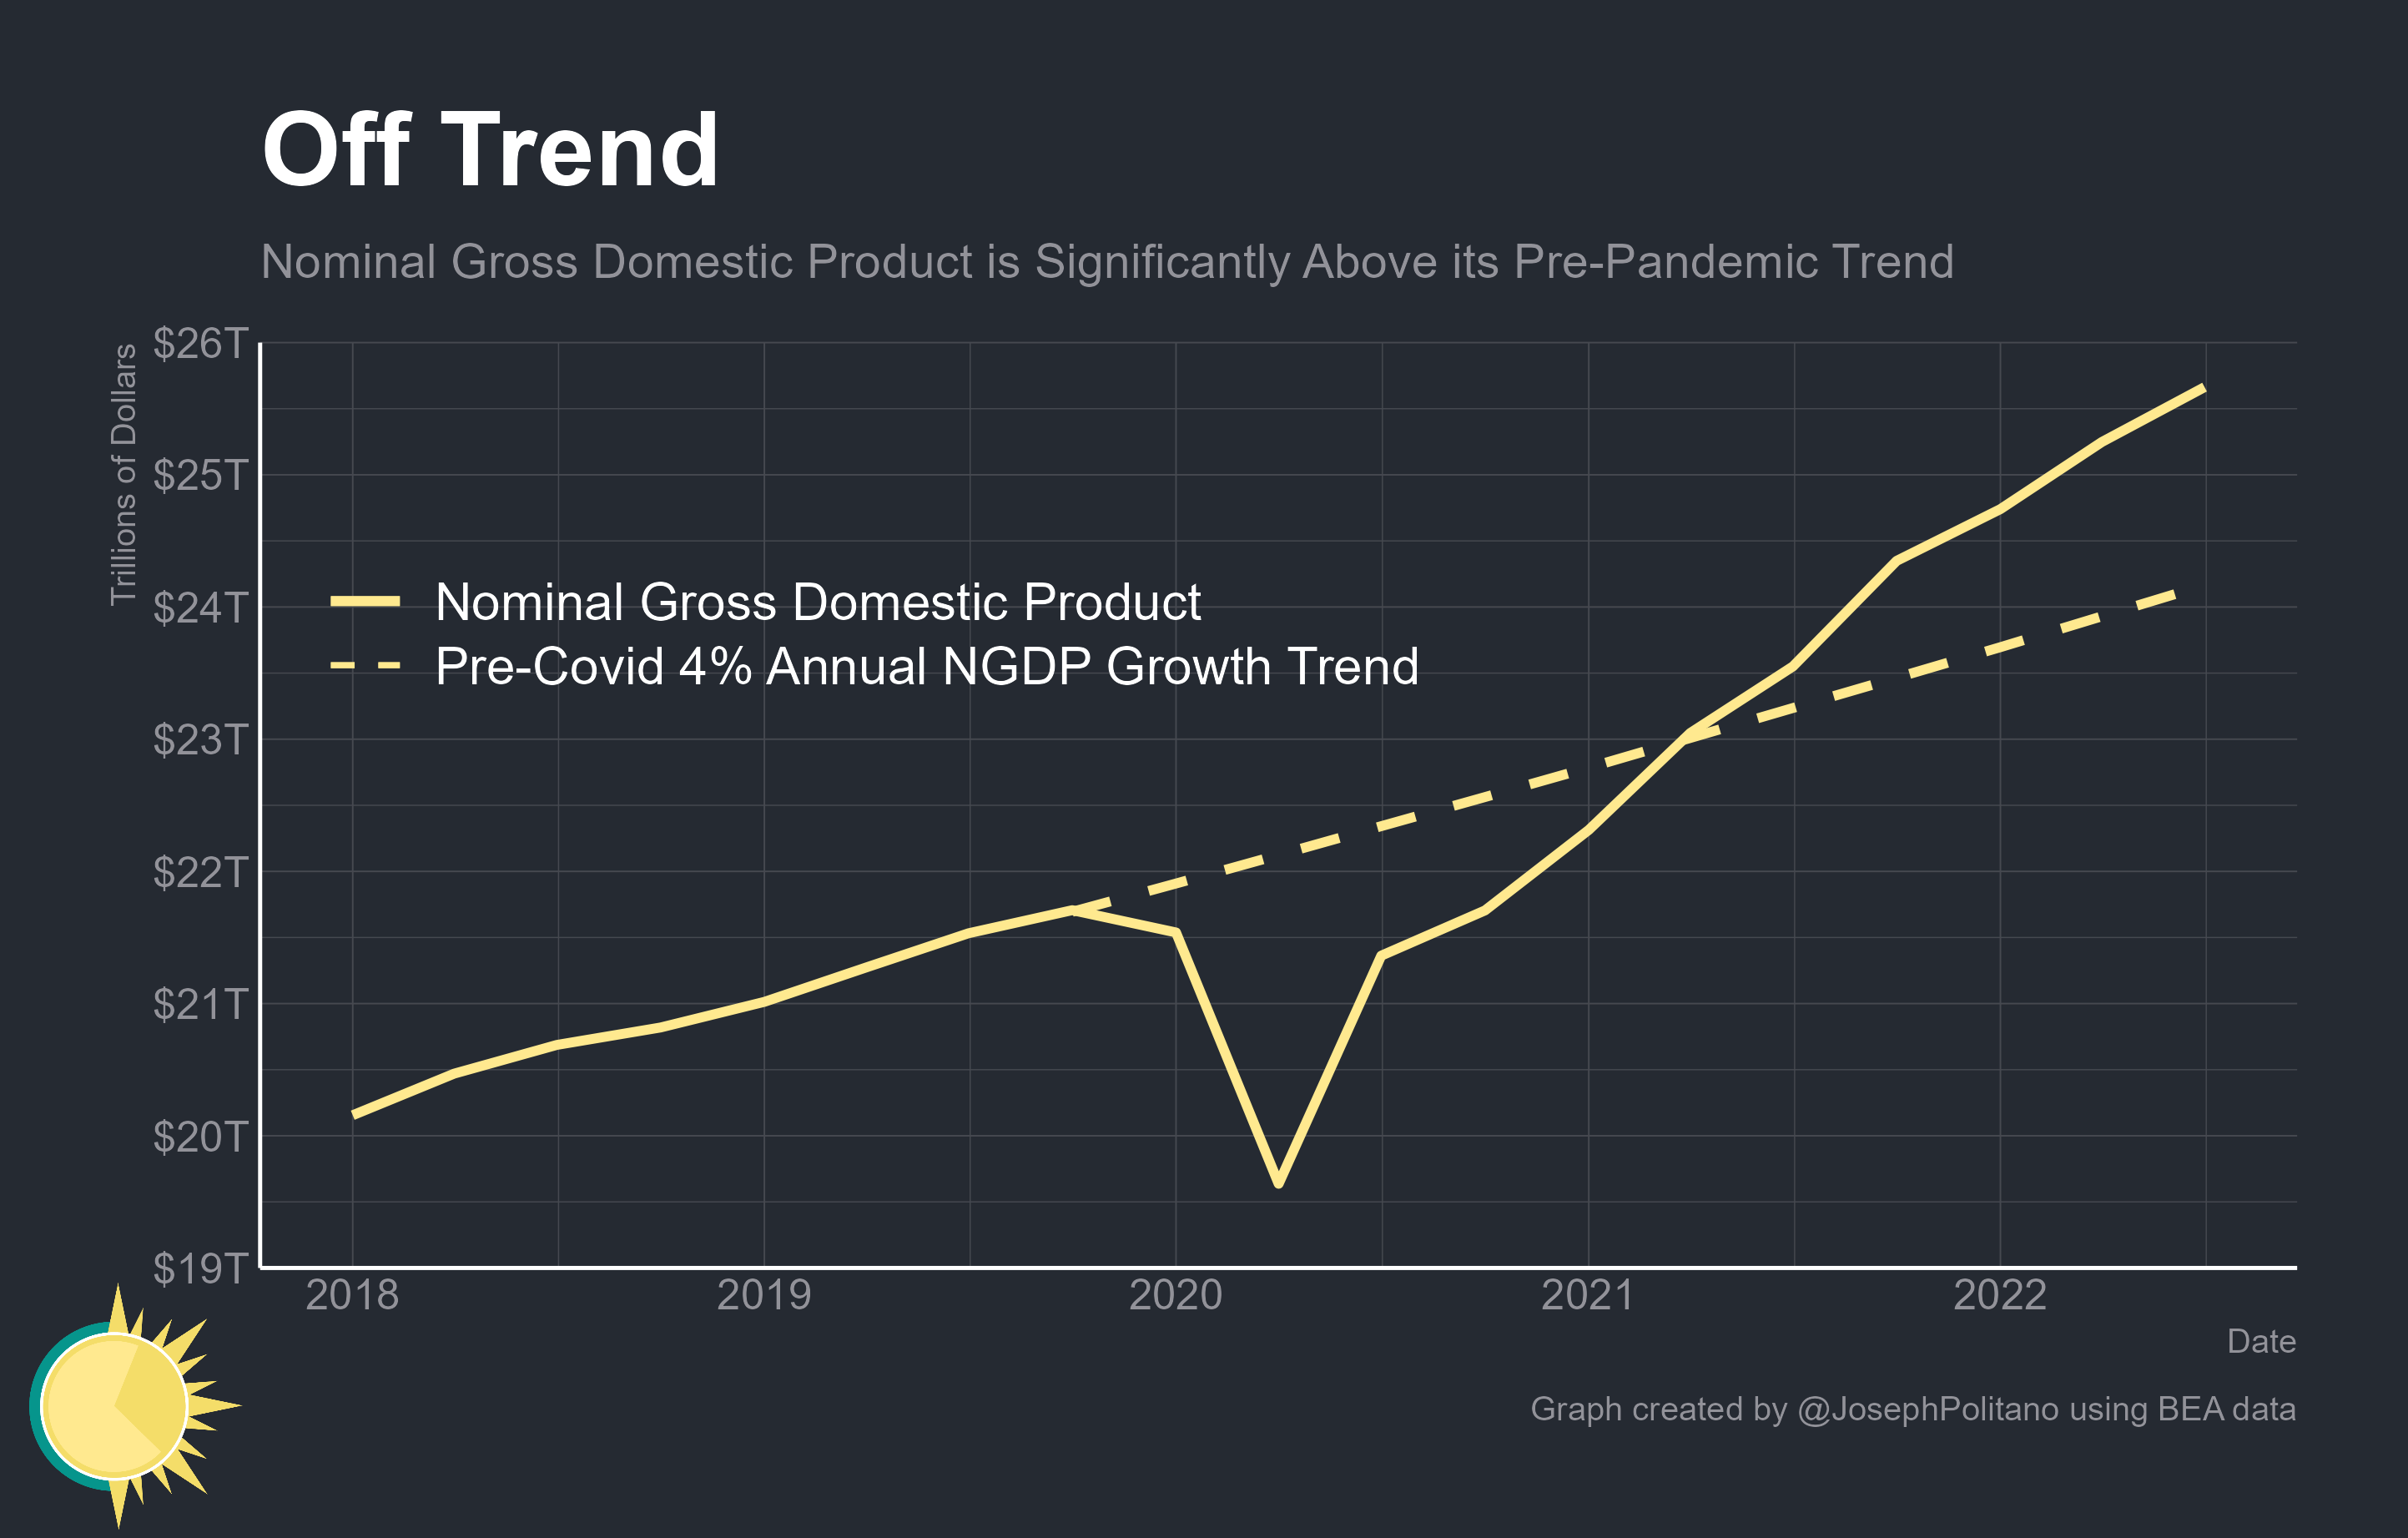 Off Trend
Nominal Gross Domestic Product is Significantly Above its Pre-Pandemic Trend
Trillions of Dollars
$26T
$25T
$24T
$23T
$22T
$21T
$20T
$19T
Nominal Gross Domestic Product
Pre-Covid 4% Annual NGDP Growth Trend
2018 2019 2020 2021 2022
Date
Graph created by @JosephPolitano using BEA data